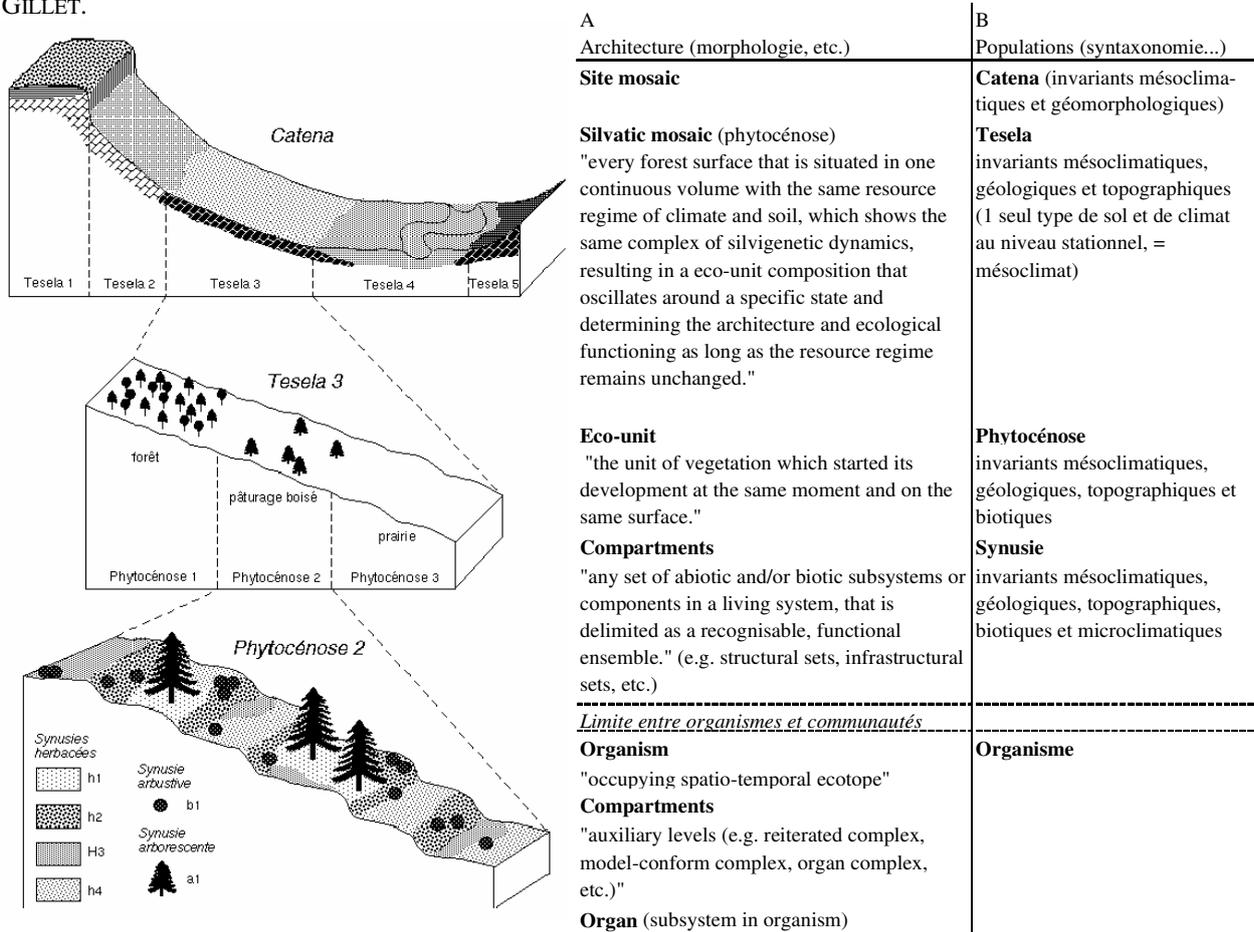 GILLET.
Catena
Tesela 1
Tesela 2
Tesela 3
Tesela 4
Tesela 5
Tesela 3
forêt
pâturage boisé
prairie
Phytocénose 1
Phytocénose 2
Phytocénose 3
Phytocénose 2
Synusies
herbacées
h1
h2
H3
h4
Synusie
arbustive
b1
Synusie
arborescente
a1
A
Architecture (morphologie, etc.)
Site mosaic
Silvatic mosaic (phytocénose)
"every forest surface that is situated in one
continuous volume with the same resource
regime of climate and soil, which shows the
same complex of silvigenetic dynamics,
resulting in a eco-unit composition that
oscillates around a specific state and
determining the architecture and ecological
functioning as long as the resource regime
remains unchanged."
Eco-unit
"the unit of vegetation which started its
development at the same moment and on the
same surface."
Compartments
"any set of abiotic and/or biotic subsystems or
components in a living system, that is
delimited as a recognisable, functional
ensemble." (e.g. structural sets, infrastructural
sets, etc.)
Limite entre organismes et communautés
Organism
"occupying spatio-temporal ecotope"
Compartments
"auxiliary levels (e.g. reiterated complex,
model-conform complex, organ complex,
etc.)"
Organ (subsystem in organism)
B
Populations (syntaxonomie...)
Catena (invariants mésoclima-
tiques et géomorphologiques)
Tesela
invariants mésoclimatiques,
géologiques et topographiques
(1 seul type de sol et de climat
au niveau stationnel, =
mésoclimat)
Phytocénose
invariants mésoclimatiques,
géologiques, topographiques et
biotiques
Synusie
invariants mésoclimatiques,
géologiques, topographiques,
biotiques et microclimatiques
Organisme